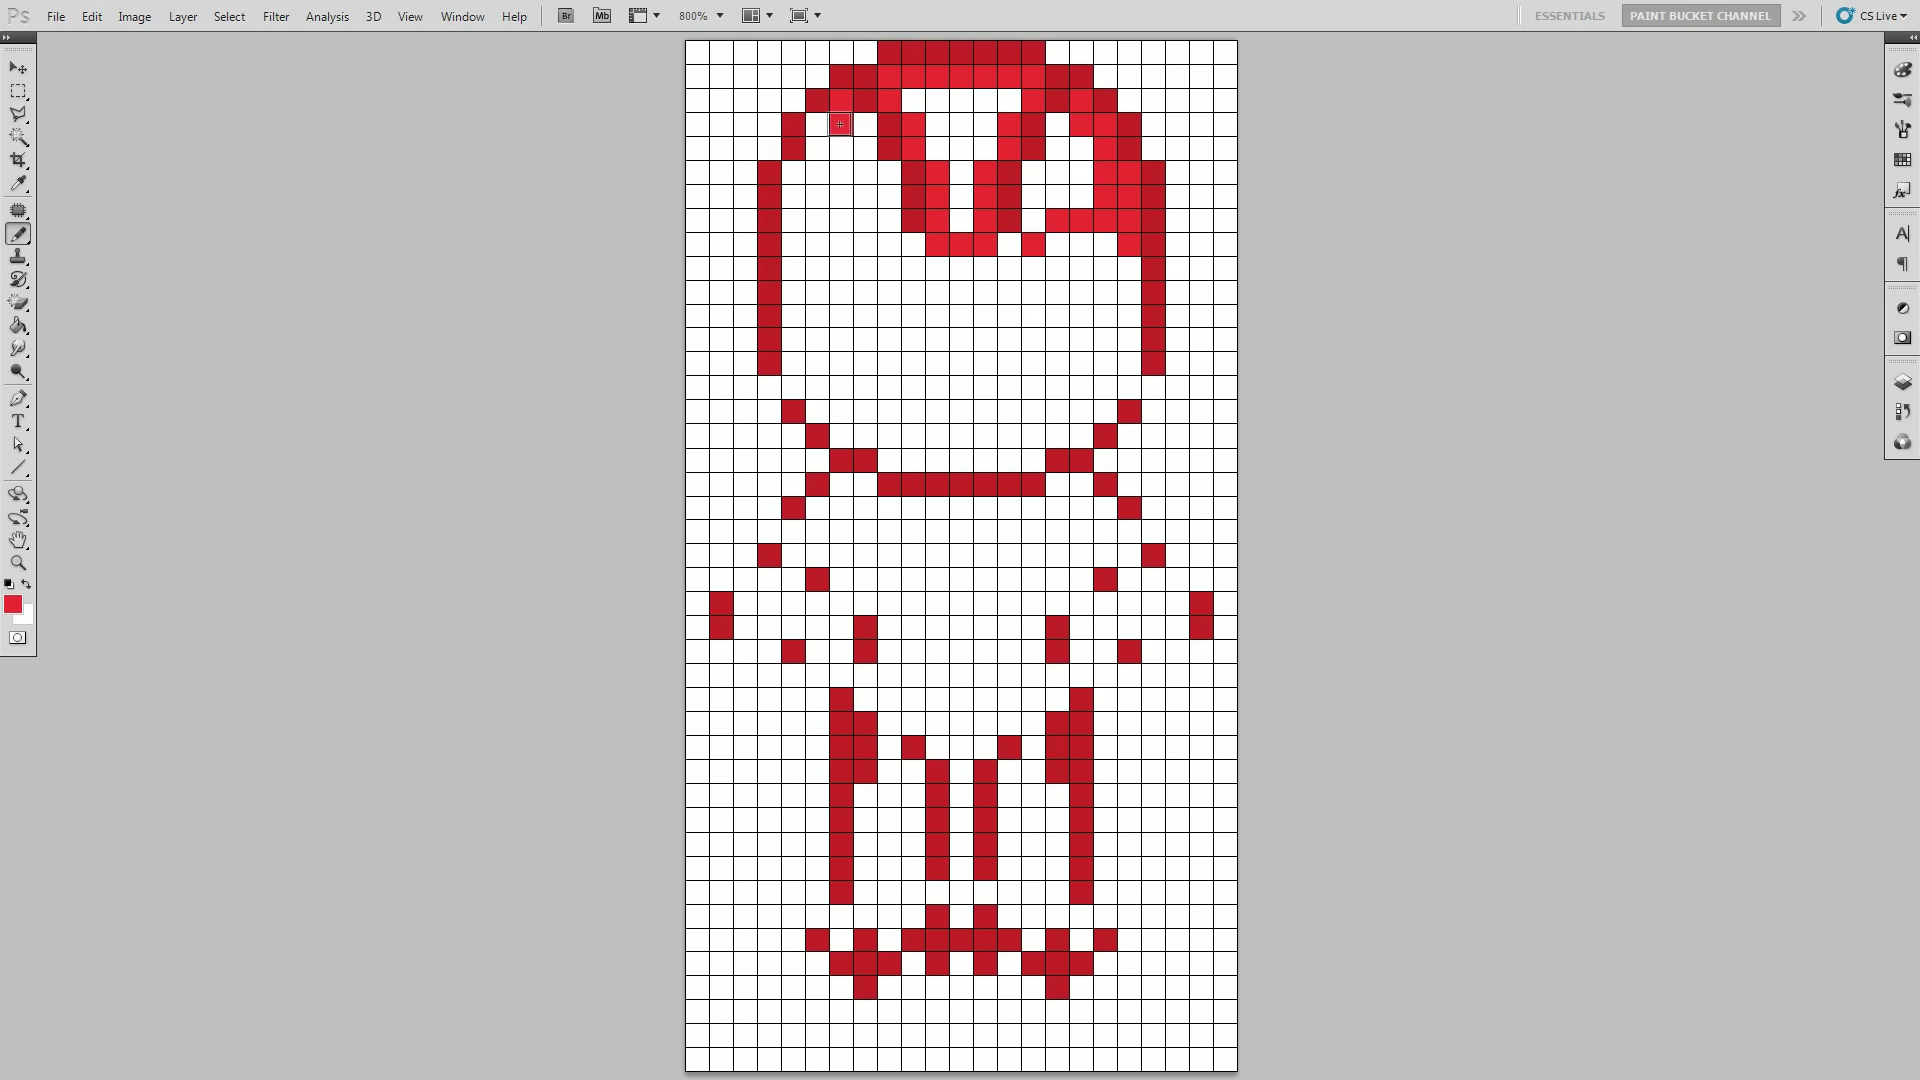 Ps File Edit Image Layer Select Filter Analysis 3D View Window Help Br Mb 800% ESSENTIALS PAINT BUCKET CHANNEL CS Live